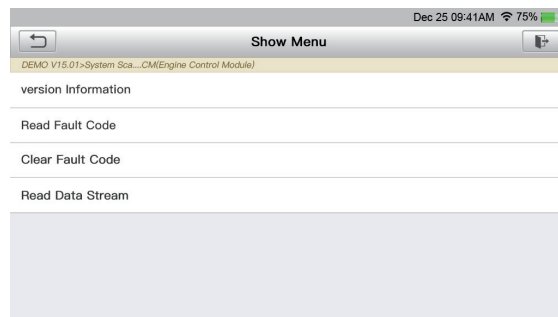 Dec 25 09:41AM 75%
Show Menu
DEMO V15.01>System Sca....CM(Engine Control Module)
version Information
Read Fault Code
Clear Fault Code
Read Data Stream